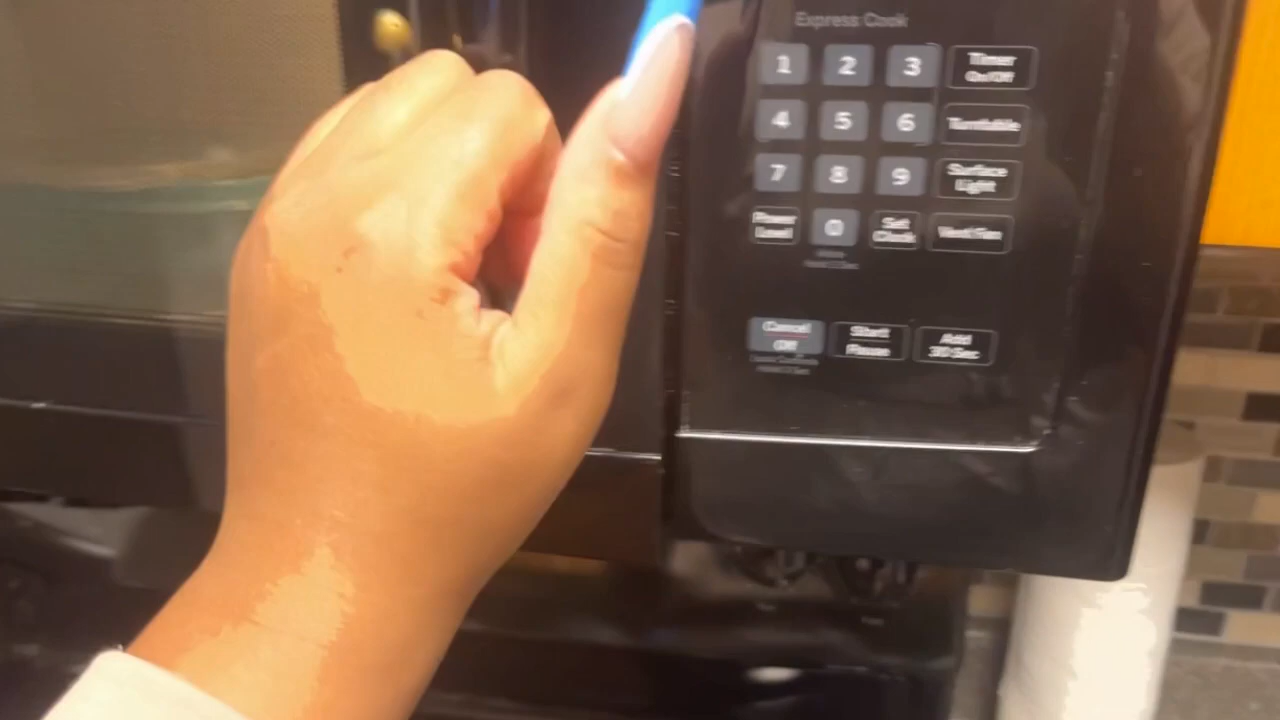 Express Cook
1 2 3 Timer
On/Off
4 5 6 Turntable
7 8 9 Surface
Light
Power
Level 0 Set
Clock Vent Fan
Cancel
Off Start
Pause Add
30 Sec